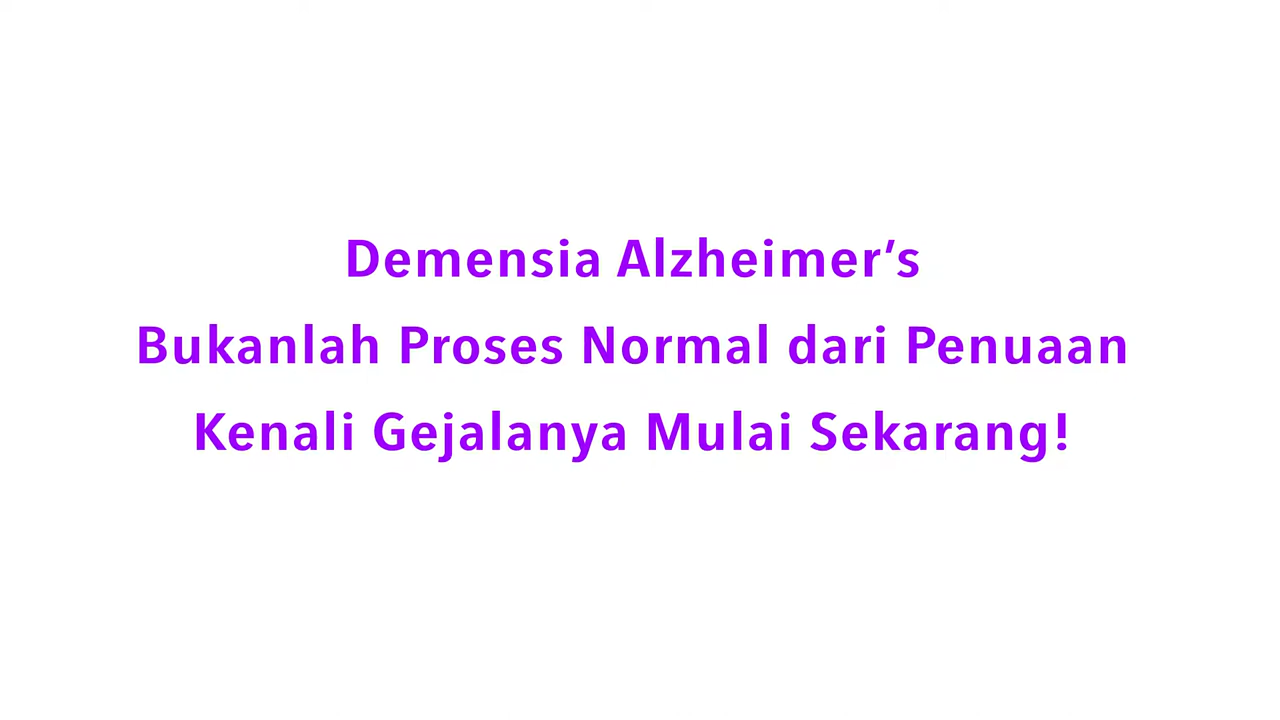 Demensia Alzheimer’s
Bukanlah Proses Normal dari Penuaan
Kenali Gejalanya Mulai Sekarang!